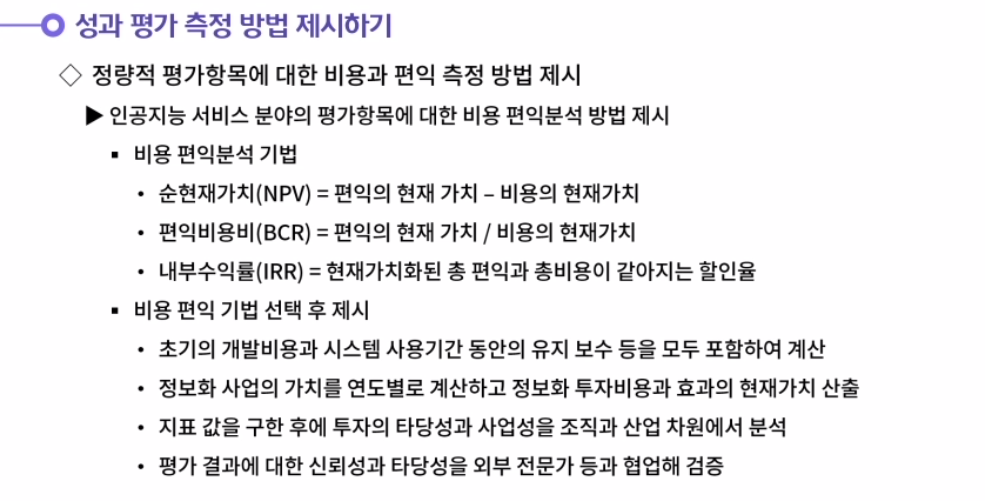 성과 평가 측정 방법 제시하기
◇ 정량적 평가항목에 대한 비용과 편익 측정 방법 제시
▶ 인공지능 서비스 분야의 평가항목에 대한 비용 편익분석 방법 제시
▪ 비용 편익분석 기법
• 순현재가치(NPV) = 편익의 현재 가치 – 비용의 현재가치
• 편익비용비(BCR) = 편익의 현재 가치 / 비용의 현재가치
• 내부수익률(IRR) = 현재가치화된 총 편익과 총비용이 같아지는 할인율
▪ 비용 편익 기법 선택 후 제시
• 초기의 개발비용과 시스템 사용기간 동안의 유지 보수 등을 모두 포함하여 계산
• 정보화 사업의 가치를 연도별로 계산하고 정보화 투자비용과 효과의 현재가치 산출
• 지표 값을 구한 후에 투자의 타당성과 사업성을 조직과 산업 차원에서 분석
• 평가 결과에 대한 신뢰성과 타당성을 외부 전문가 등과 협업해 검증